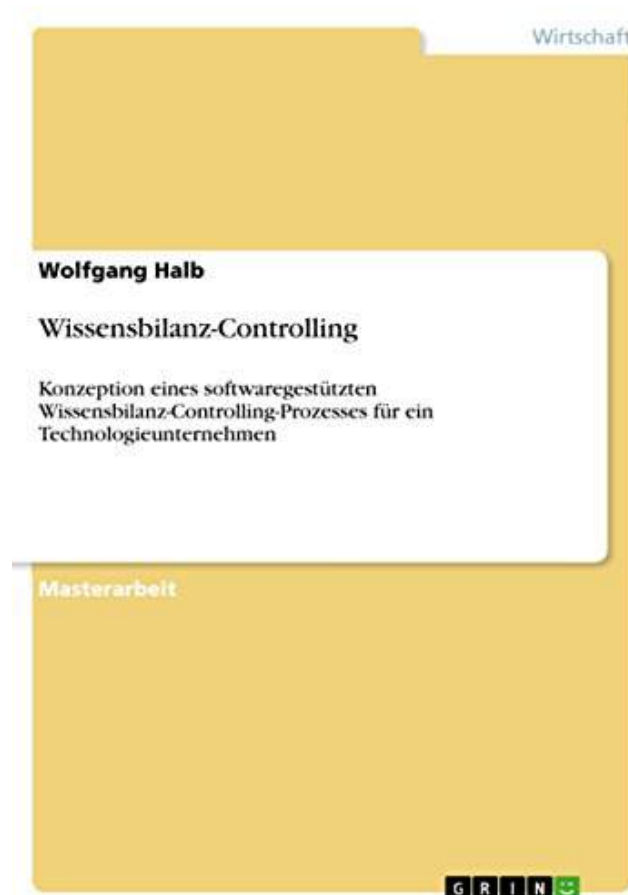 Wirtschaft
Wolfgang Halb
Wissensbilanz-Controlling
Konzeption eines softwaregestützten
Wissensbilanz-Controlling-Prozesses für ein
Technologieunternehmen
Masterarbeit
GRIN